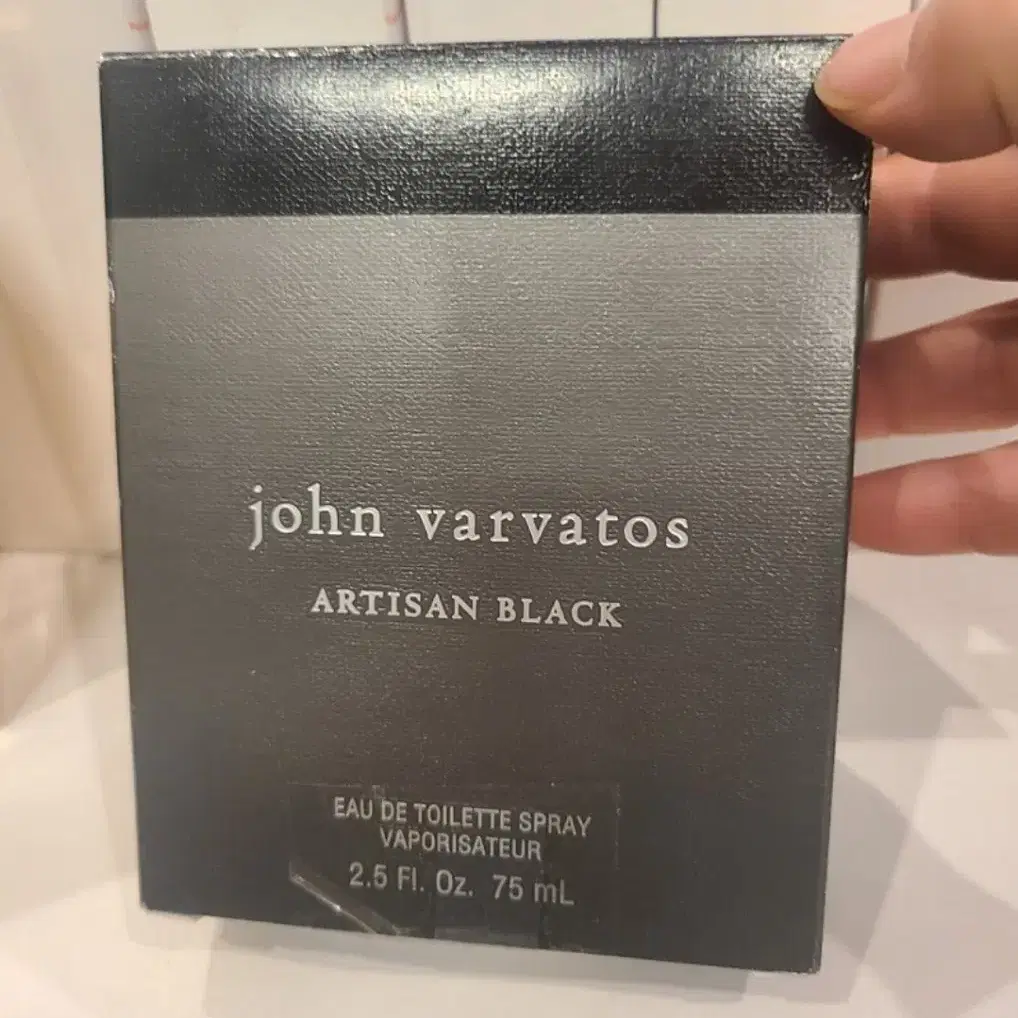 john varvatos
ARTISAN BLACK
EAU DE TOILETTE SPRAY
VAPORISATEUR
2.5 Fl. Oz. 75 mL